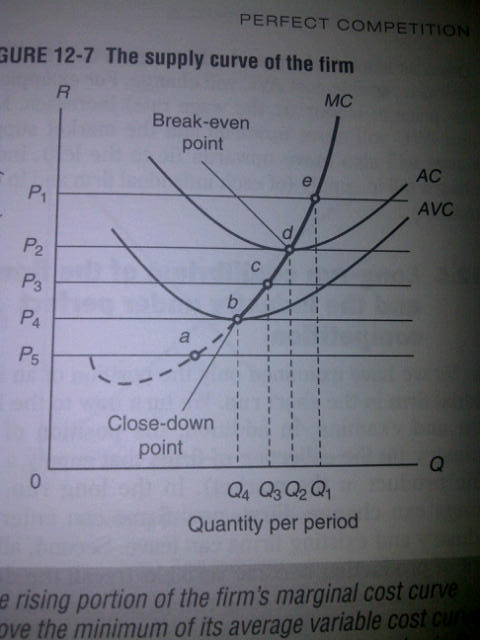 PERFECT COMPETITION
GURE 12-7 The supply curve of the firm
R
MC
Break-even
point
e
AC
P1
AVC
d
P2
c
P3
b
P4
a
P5
Close-down
point
0
Q
Q4 Q3 Q2 Q1
Quantity per period
e rising portion of the firm's marginal cost curve
ove the minimum of its average variable cost curve